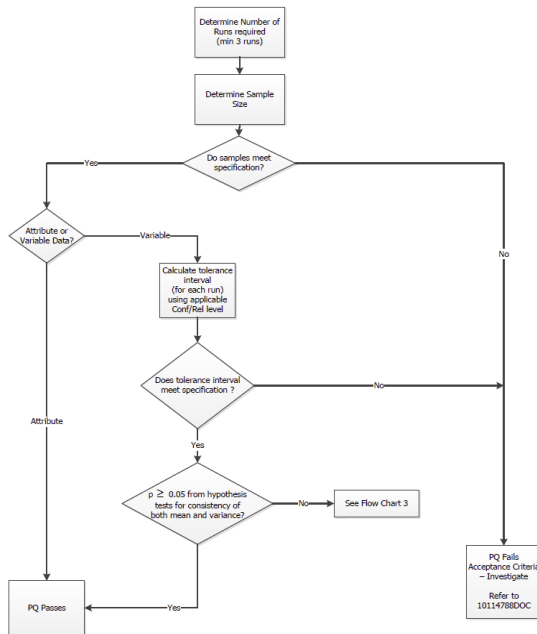 Determine Number of
Runs required
(min 3 runs)
Determine Sample
Size
Do samples meet
specification?
Yes
Attribute or
Variable Data?
Variable
Calculate tolerance
interval
(for each run)
using applicable
Conf/Rel level
No
Does tolerance interval
meet specification ?
No
Attribute
Yes
p ≥ 0.05 from hypothesis
tests for consistency of
both mean and variance?
No
See Flow Chart 3
PQ Fails
Acceptance Criteria
– Investigate
Refer to
10114788DOC
PQ Passes
Yes